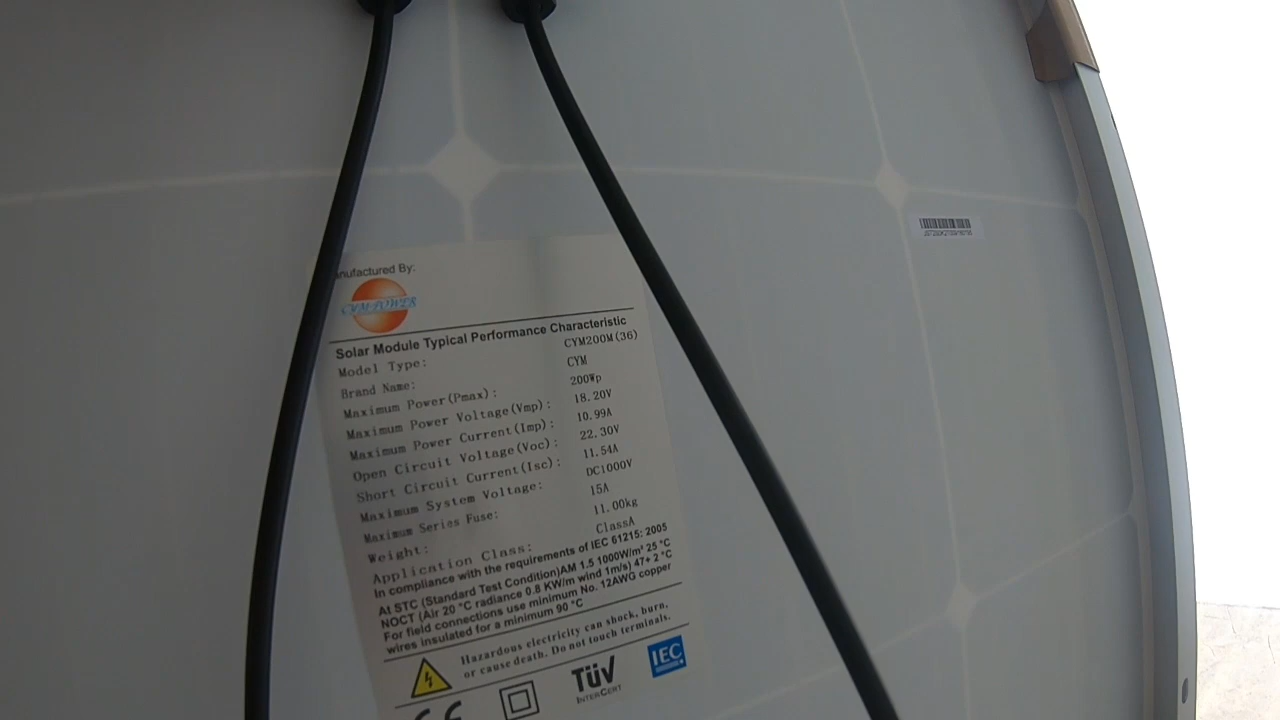 anufactured By:
CYM-POWER
Solar Module Typical Performance Characteristic
Model Type: CYM200M(36)
Brand Name: CYM
Maximum Power(Pmax): 200Wp
Maximum Power Voltage(Vmp): 18.20V
Maximum Power Current(Imp): 10.99A
Open Circuit Voltage(Voc): 22.30V
Short Circuit Current(Isc): 11.54A
Maximum System Voltage: DC1000V
Maximum Series Fuse: 15A
Weight: 11.00kg
Application Class: ClassA
In compliance with the requirements of IEC 61215: 2005
At STC (Standard Test Condition)AM 1.5 1000W/m² 25 °C
NOCT (Air 20 °C radiance 0.8 KW/m wind 1m/s) 47+ 2 °C
For field connections use minimum No. 12AWG copper
wires insulated for a minimum 90 °C
Hazardous electricity can shock, burn,
or cause death. Do not touch terminals.
CE
TÜV
INTERCERT
IEC